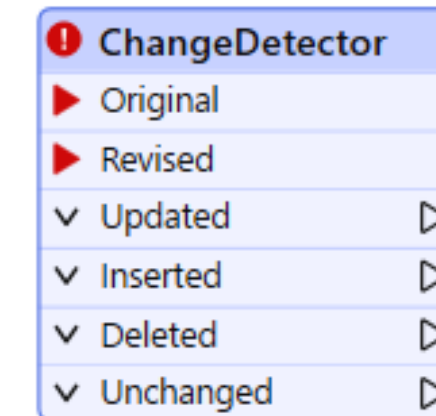 ChangeDetector
Original
Revised
Updated
Inserted
Deleted
Unchanged